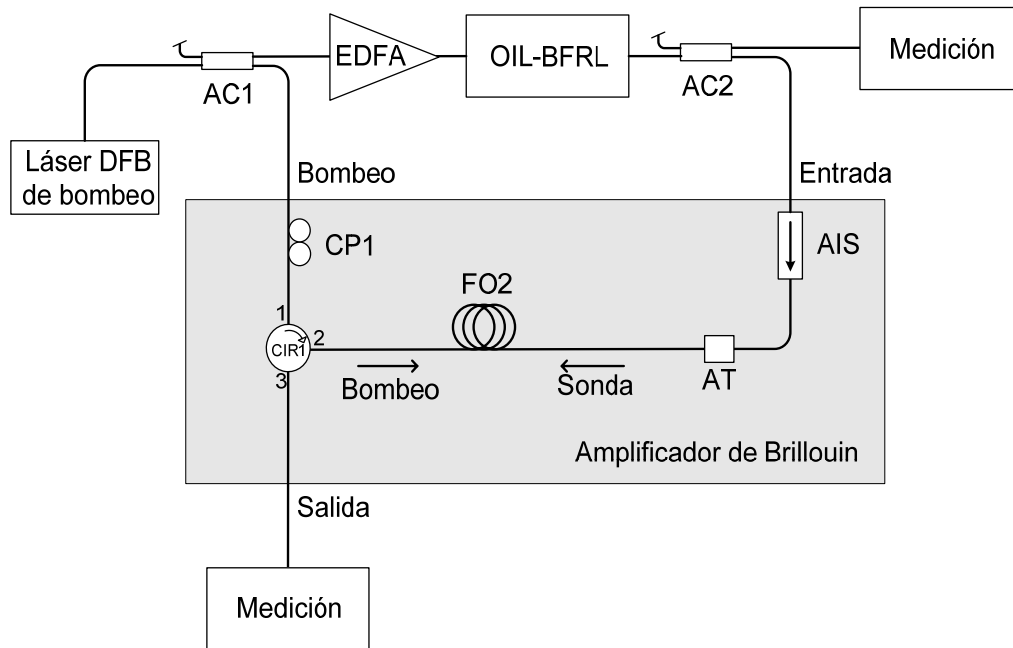 EDFA
OIL-BFRL
Medición
AC1
AC2
Láser DFB
de bombeo
Bombeo
Entrada
CP1
AIS
FO2
1
CIR1
2
3
Bombeo
Sonda
AT
Amplificador de Brillouin
Salida
Medición